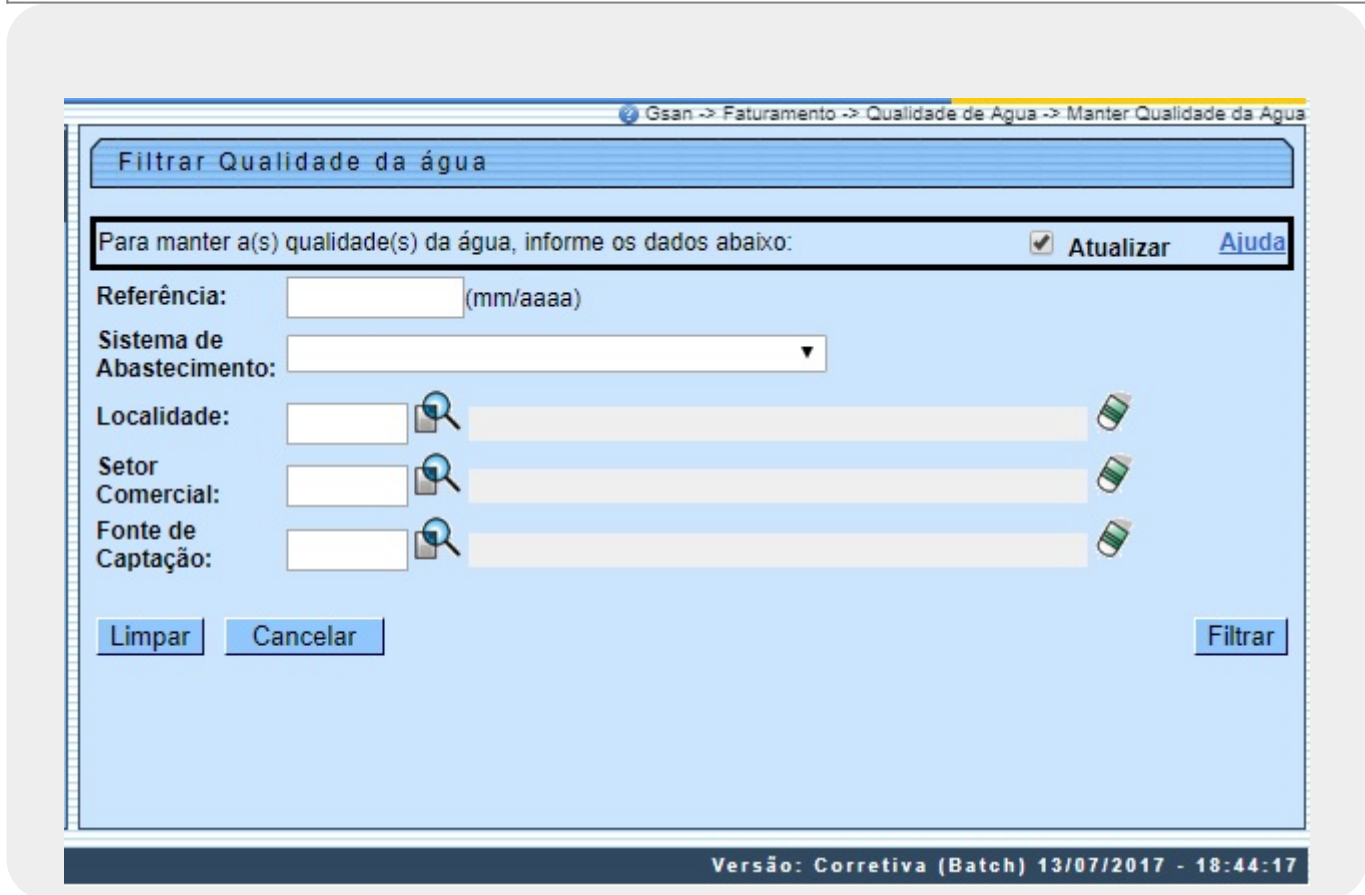 Gsan -> Faturamento -> Qualidade de Agua -> Manter Qualidade da Agua
Filtrar Qualidade da água
Para manter a(s) qualidade(s) da água, informe os dados abaixo: Atualizar Ajuda
Referência: (mm/aaaa)
Sistema de
Abastecimento:
Localidade:
Setor
Comercial:
Fonte de
Captação:
Limpar Cancelar Filtrar
Versão: Corretiva (Batch) 13/07/2017 - 18:44:17